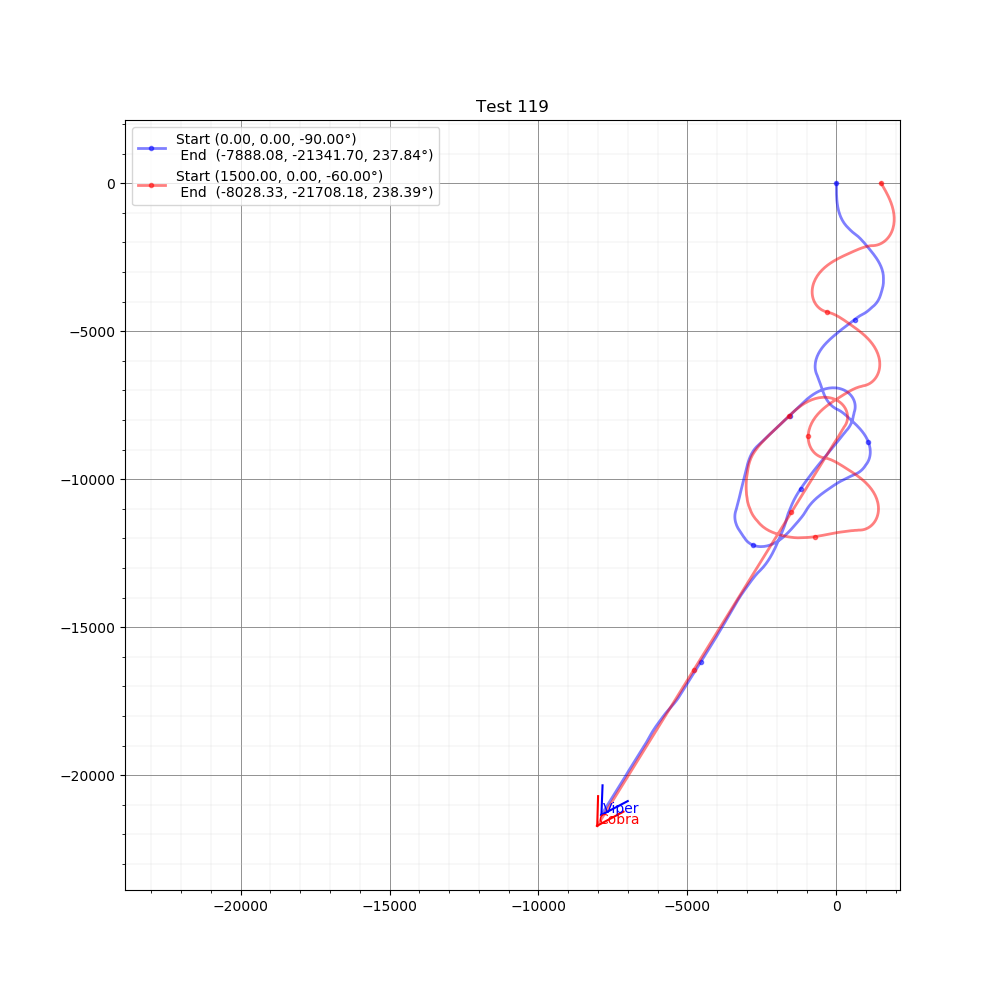 Test 119
Start (0.00, 0.00, -90.00°)
End  (-7888.08, -21341.70, 237.84°)
Start (1500.00, 0.00, -60.00°)
End  (-8028.33, -21708.18, 238.39°)
0
−5000
−10000
−15000
−20000
Viper
Cobra
−20000
−15000
−10000
−5000
0